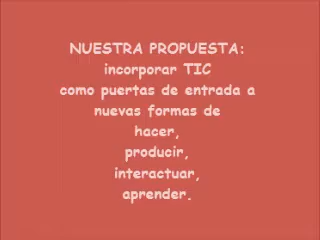 NUESTRA PROPUESTA:
incorporar TIC
como puertas de entrada a
nuevas formas de
hacer,
producir,
interactuar,
aprender.